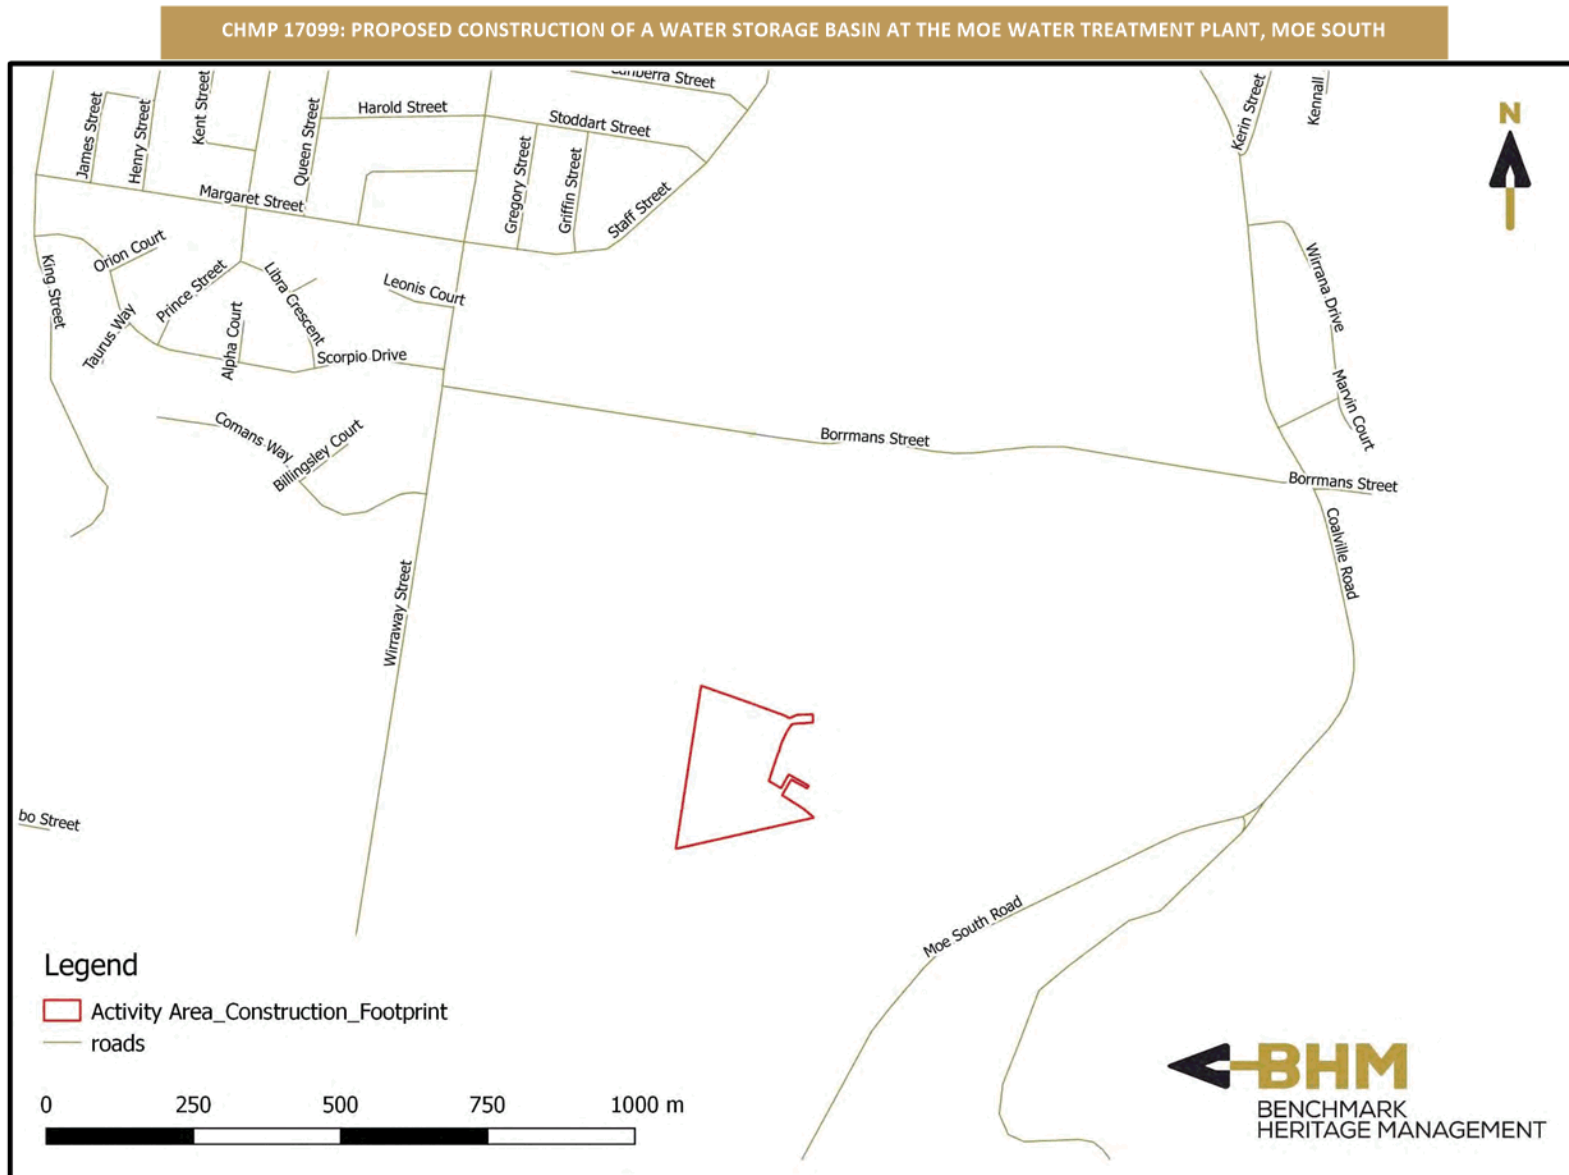 CHMP 17099: PROPOSED CONSTRUCTION OF A WATER STORAGE BASIN AT THE MOE WATER TREATMENT PLANT, MOE SOUTH
Canberra Street
Kerin Street
Kennall
N
James Street
Henry Street
Kent Street
Queen Street
Harold Street
Stoddart Street
Gregory Street
Griffin Street
Staff Street
Margaret Street
Orion Court
King Street
Prince Street
Libra Crescent
Leonis Court
Wirrana Drive
Taurus Way
Alpha Court
Scorpio Drive
Marvin Court
Comans Way
Billingsley Court
Borrmans Street
Borrmans Street
Coalville Road
Wirraway Street
bo Street
Moe South Road
Legend
Activity Area_Construction_Footprint
roads
0 250 500 750 1000 m
BHM
BENCHMARK
HERITAGE MANAGEMENT